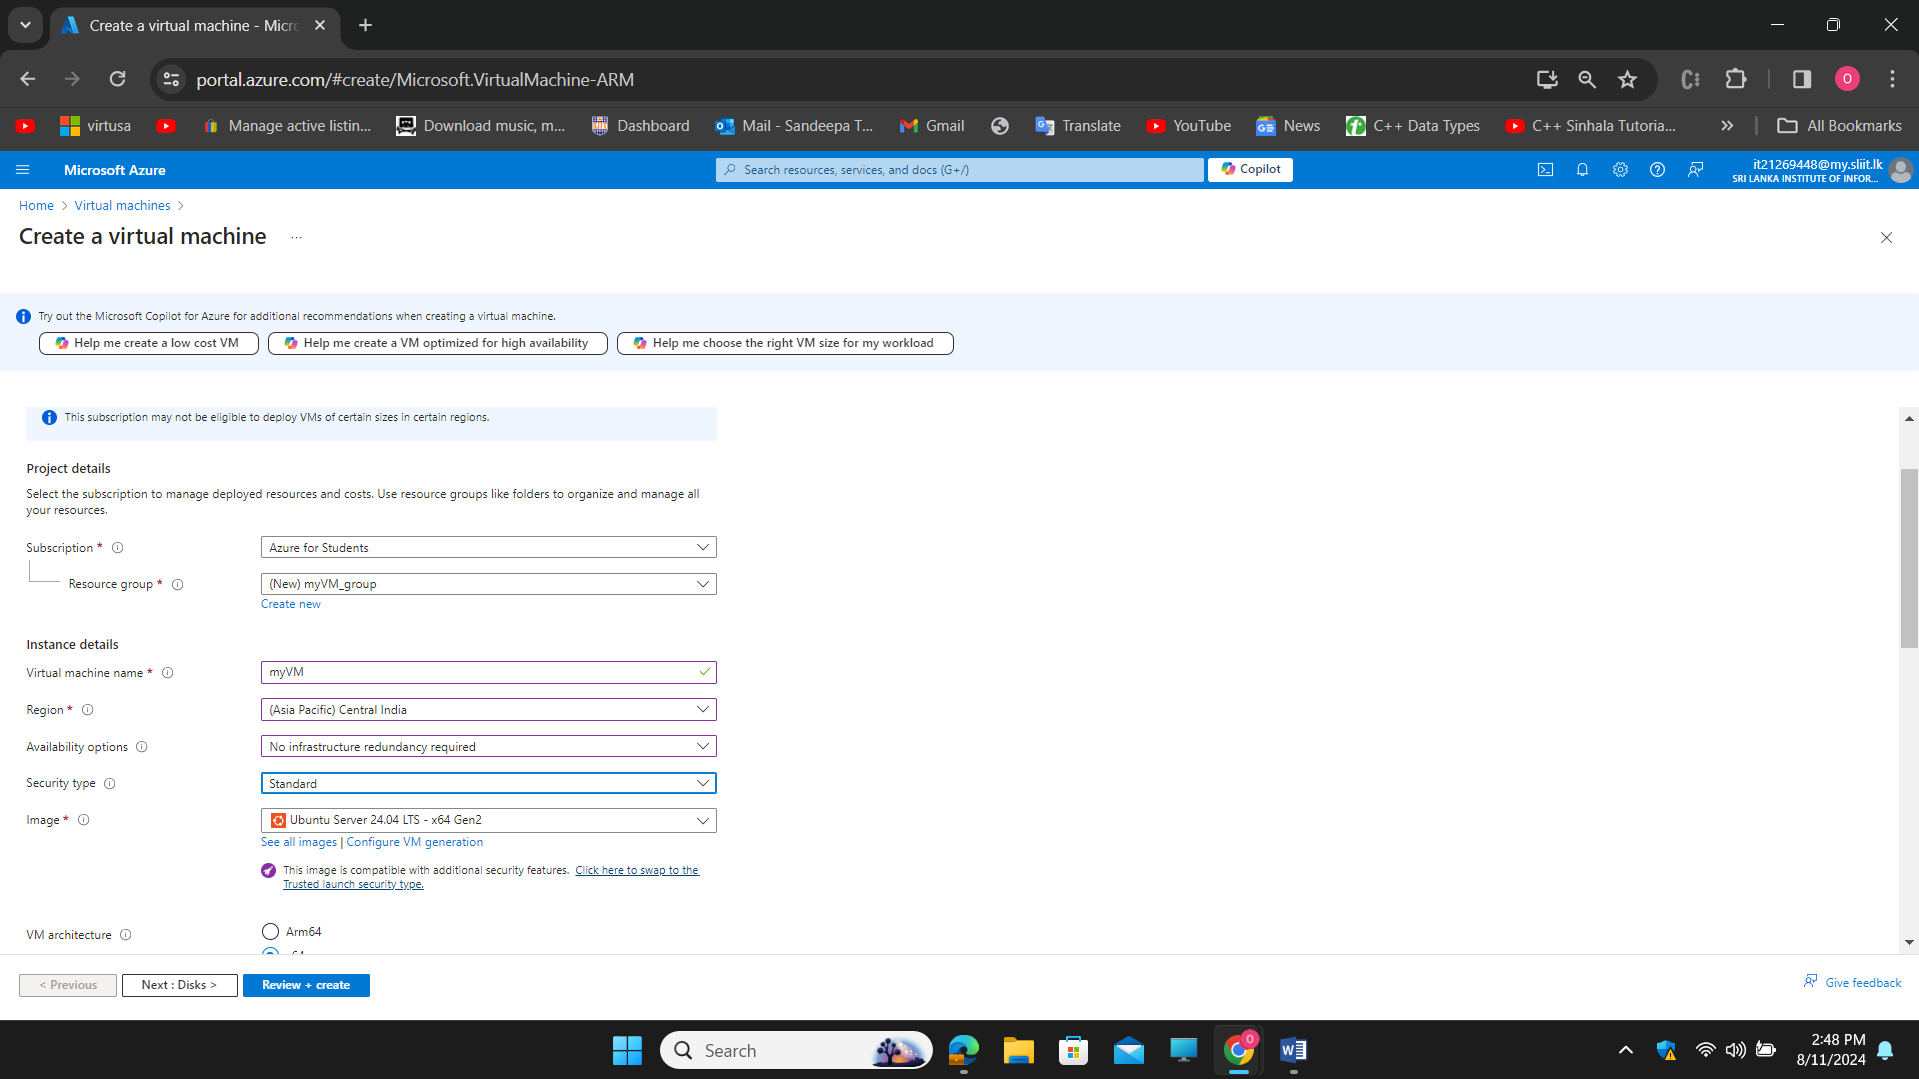 Create a virtual machine - Micr
portal.azure.com/#create/Microsoft.VirtualMachine-ARM
O
virtusa
Manage active listin...
Download music, m...
Dashboard
Mail - Sandeepa T...
Gmail
Translate
YouTube
News
C++ Data Types
C++ Sinhala Tutoria...
All Bookmarks
Microsoft Azure
Search resources, services, and docs (G+/)
Copilot
it21269448@my.sliit.lk
SRI LANKA INSTITUTE OF INFOR...
Home > Virtual machines >
Create a virtual machine ...
Try out the Microsoft Copilot for Azure for additional recommendations when creating a virtual machine.
Help me create a low cost VM
Help me create a VM optimized for high availability
Help me choose the right VM size for my workload
This subscription may not be eligible to deploy VMs of certain sizes in certain regions.
Project details
Select the subscription to manage deployed resources and costs. Use resource groups like folders to organize and manage all
your resources.
Subscription * Azure for Students
Resource group * (New) myVM_group
Create new
Instance details
Virtual machine name * myVM
Region * (Asia Pacific) Central India
Availability options No infrastructure redundancy required
Security type Standard
Image * Ubuntu Server 24.04 LTS - x64 Gen2
See all images | Configure VM generation
This image is compatible with additional security features. Click here to swap to the
Trusted launch security type.
VM architecture Arm64
< Previous
Next : Disks >
Review + create
Give feedback
Search
2:48 PM
8/11/2024